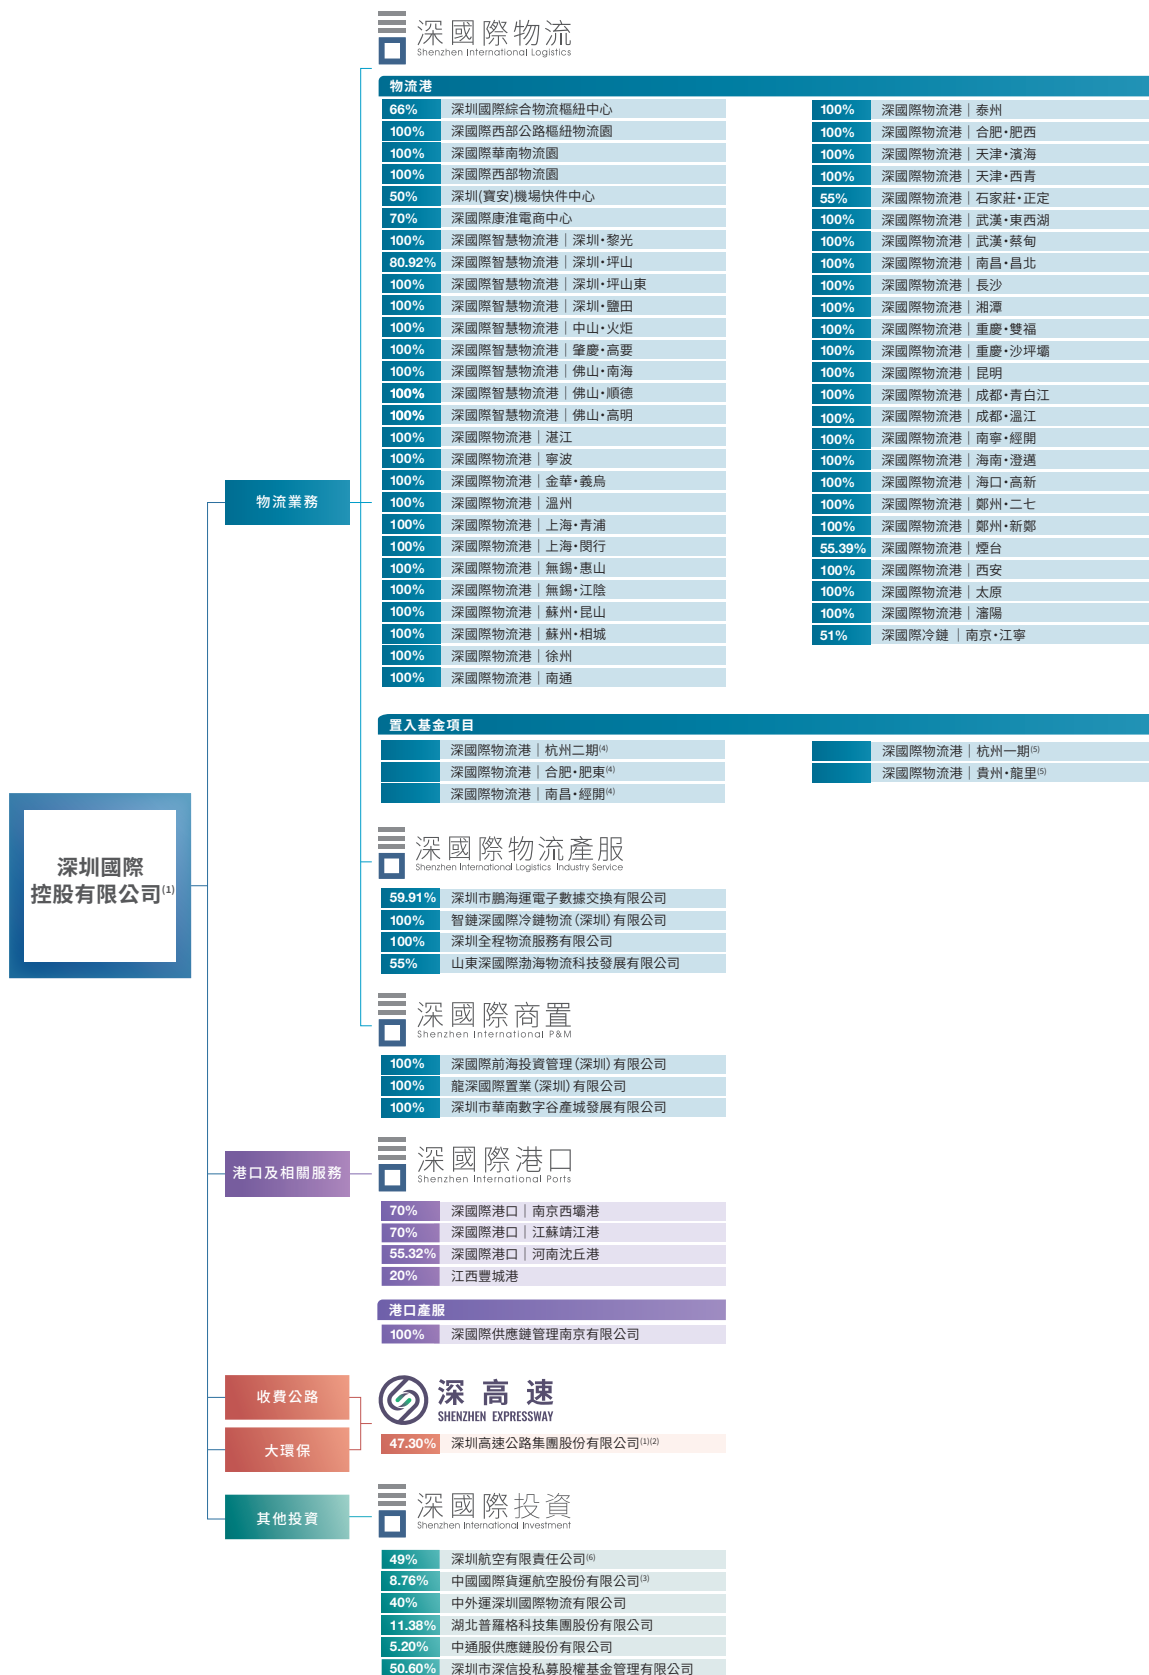 深國際物流
Shenzhen International Logistics
物流港
66% 深圳國際綜合物流樞紐中心
100% 深國際西部公路樞紐物流園
100% 深國際華南物流園
100% 深國際西部物流園
50% 深圳(寶安)機場快件中心
70% 深國際康淮電商中心
100% 深國際智慧物流港｜深圳•黎光
80.92% 深國際智慧物流港｜深圳•坪山
100% 深國際智慧物流港｜深圳•坪山東
100% 深國際智慧物流港｜深圳•鹽田
100% 深國際智慧物流港｜中山•火炬
100% 深國際智慧物流港｜肇慶•高要
100% 深國際智慧物流港｜佛山•南海
100% 深國際智慧物流港｜佛山•順德
100% 深國際智慧物流港｜佛山•高明
100% 深國際物流港｜湛江
100% 深國際物流港｜寧波
100% 深國際物流港｜金華•義烏
100% 深國際物流港｜溫州
100% 深國際物流港｜上海•青浦
100% 深國際物流港｜上海•閔行
100% 深國際物流港｜無錫•惠山
100% 深國際物流港｜無錫•江陰
100% 深國際物流港｜蘇州•昆山
100% 深國際物流港｜蘇州•相城
100% 深國際物流港｜徐州
100% 深國際物流港｜南通
100% 深國際物流港｜泰州
100% 深國際物流港｜合肥•肥西
100% 深國際物流港｜天津•濱海
100% 深國際物流港｜天津•西青
55% 深國際物流港｜石家莊•正定
100% 深國際物流港｜武漢•東西湖
100% 深國際物流港｜武漢•蔡甸
100% 深國際物流港｜南昌•昌北
100% 深國際物流港｜長沙
100% 深國際物流港｜湘潭
100% 深國際物流港｜重慶•雙福
100% 深國際物流港｜重慶•沙坪壩
100% 深國際物流港｜昆明
100% 深國際物流港｜成都•青白江
100% 深國際物流港｜成都•溫江
100% 深國際物流港｜南寧•經開
100% 深國際物流港｜海南•澄邁
100% 深國際物流港｜海口•高新
100% 深國際物流港｜鄭州•二七
100% 深國際物流港｜鄭州•新鄭
55.39% 深國際物流港｜煙台
100% 深國際物流港｜西安
100% 深國際物流港｜太原
100% 深國際物流港｜瀋陽
51% 深國際冷鏈 ｜南京•江寧
物流業務
置入基金項目
深國際物流港｜杭州二期(4)
深國際物流港｜合肥•肥東(4)
深國際物流港｜南昌•經開(4)
深國際物流港｜杭州一期(5)
深國際物流港｜貴州•龍里(5)
深圳國際
控股有限公司(1)
深國際物流產服
Shenzhen International Logistics Industry Service
59.91% 深圳市鵬海運電子數據交換有限公司
100% 智鏈深國際冷鏈物流(深圳)有限公司
100% 深圳全程物流服務有限公司
55% 山東深國際渤海物流科技發展有限公司
深國際商置
Shenzhen International P&M
100% 深國際前海投資管理(深圳)有限公司
100% 龍深國際置業(深圳)有限公司
100% 深圳市華南數字谷產城發展有限公司
港口及相關服務
深國際港口
Shenzhen International Ports
70% 深國際港口｜南京西壩港
70% 深國際港口｜江蘇靖江港
55.32% 深國際港口｜河南沈丘港
20% 江西豐城港
港口產服
100% 深國際供應鏈管理南京有限公司
收費公路
大環保
深高速
SHENZHEN EXPRESSWAY
47.30% 深圳高速公路集團股份有限公司(1)(2)
其他投資
深國際投資
Shenzhen International Investment
49% 深圳航空有限責任公司(6)
8.76% 中國國際貨運航空股份有限公司(3)
40% 中外運深圳國際物流有限公司
11.38% 湖北普羅格科技集團股份有限公司
5.20% 中通服供應鏈股份有限公司
50.60% 深圳市深信投私募股權基金管理有限公司